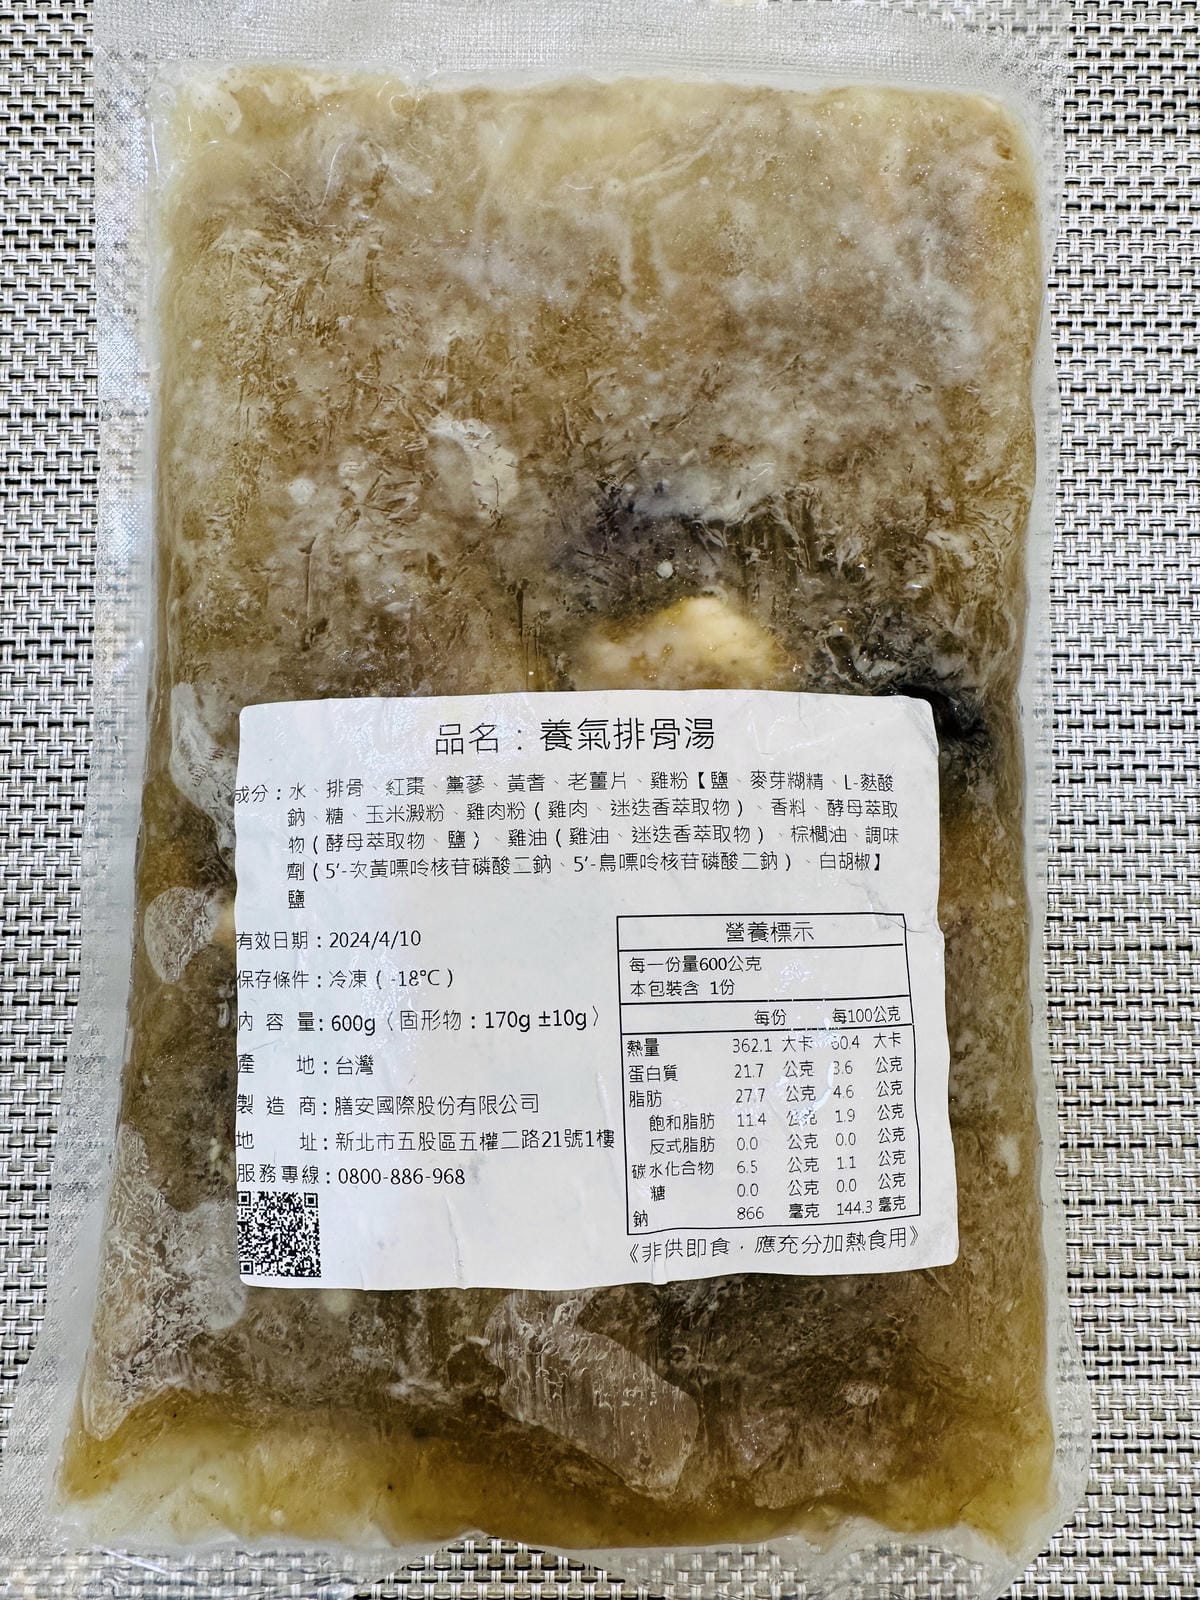 品名：養氣排骨湯
成分：水、排骨、紅棗、黨蔘、黃耆、老薑片、雞粉【鹽、麥芽糊精、L-麩酸
鈉、糖、玉米澱粉、雞肉粉(雞肉、迷迭香萃取物)、香料、酵母萃取
物(酵母萃取物、鹽)、雞油(雞油、迷迭香萃取物)、棕櫚油、調味
劑(5'-次黃嘌呤核苷磷酸二鈉、5'-鳥嘌呤核苷磷酸二鈉)、白胡椒】
鹽
有效日期：2024/4/10
保存條件：冷凍(-18℃)
內容量：600g〈固形物：170g ±10g〉
產地：台灣
製造商：膳安國際股份有限公司
地址：新北市五股區五權二路21號1樓
服務專線：0800-886-968
營養標示
每一份量600公克
本包裝含 1份
每份 每100公克
熱量 362.1 大卡 60.4 大卡
蛋白質 21.7 公克 3.6 公克
脂肪 27.7 公克 4.6 公克
飽和脂肪 11.4 公克 1.9 公克
反式脂肪 0.0 公克 0.0 公克
碳水化合物 6.5 公克 1.1 公克
糖 0.0 公克 0.0 公克
鈉 866 毫克 144.3 毫克
《非供即食，應充分加熱食用》